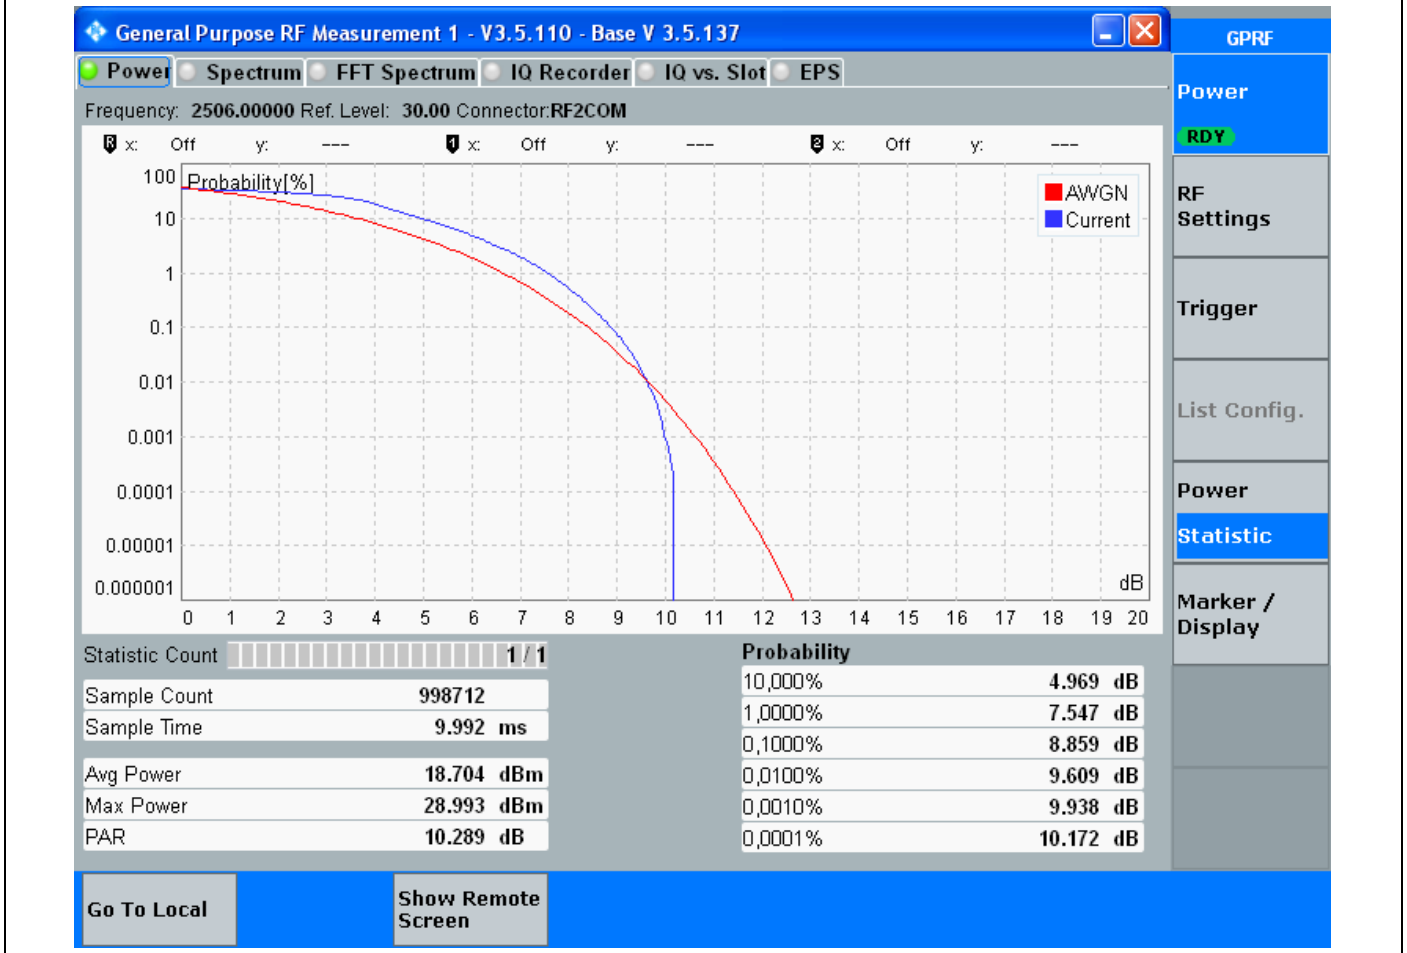 General Purpose RF Measurement 1 - V3.5.110 - Base V 3.5.137
GPRF
Power Spectrum FFT Spectrum IQ Recorder IQ vs. Slot EPS
Frequency: 2506.00000 Ref. Level: 30.00 Connector:RF2COM
R x: Off y: --- 1 x: Off y: --- 2 x: Off y: ---
Probability[%]
100
10
1
0.1
0.01
0.001
0.0001
0.00001
0.000001
AWGN
Current
dB
0 1 2 3 4 5 6 7 8 9 10 11 12 13 14 15 16 17 18 19 20
Statistic Count 1 / 1
Sample Count 998712
Sample Time 9.992 ms
Avg Power 18.704 dBm
Max Power 28.993 dBm
PAR 10.289 dB
Probability
10,000% 4.969 dB
1,0000% 7.547 dB
0,1000% 8.859 dB
0,0100% 9.609 dB
0,0010% 9.938 dB
0,0001% 10.172 dB
Power
RDY
RF
Settings
Trigger
List Config.
Power
Statistic
Marker /
Display
Go To Local
Show Remote
Screen